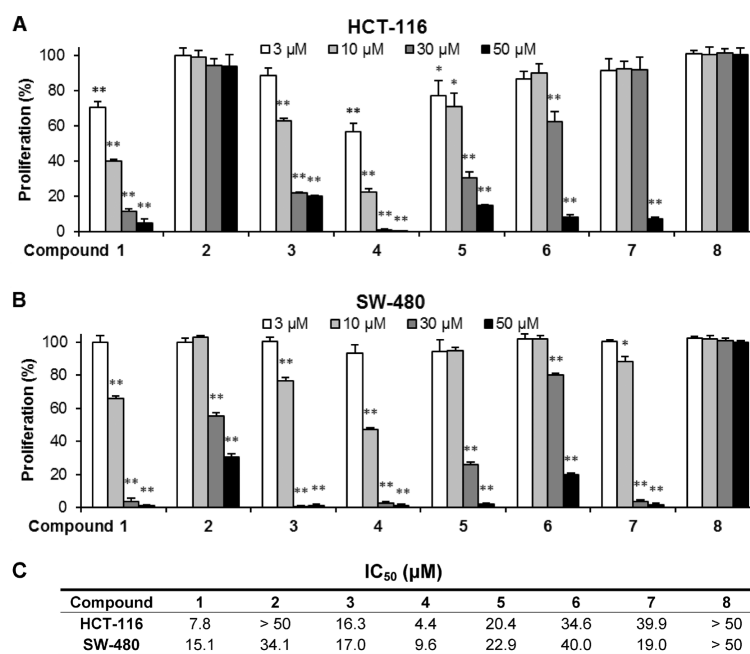 A
HCT-116
3 μM 10 μM 30 μM 50 μM
Proliferation (%)
100
80
60
40
20
0
** ** ** ** ** ** ** ** ** ** ** * * ** ** ** ** **
Compound 1 2 3 4 5 6 7 8
B
SW-480
3 μM 10 μM 30 μM 50 μM
Proliferation (%)
100
80
60
40
20
0
** ** ** ** ** ** ** ** ** ** ** ** ** ** ** * ** **
Compound 1 2 3 4 5 6 7 8
C
IC50 (μM)
Compound 1 2 3 4 5 6 7 8
HCT-116 7.8 > 50 16.3 4.4 20.4 34.6 39.9 > 50
SW-480 15.1 34.1 17.0 9.6 22.9 40.0 19.0 > 50